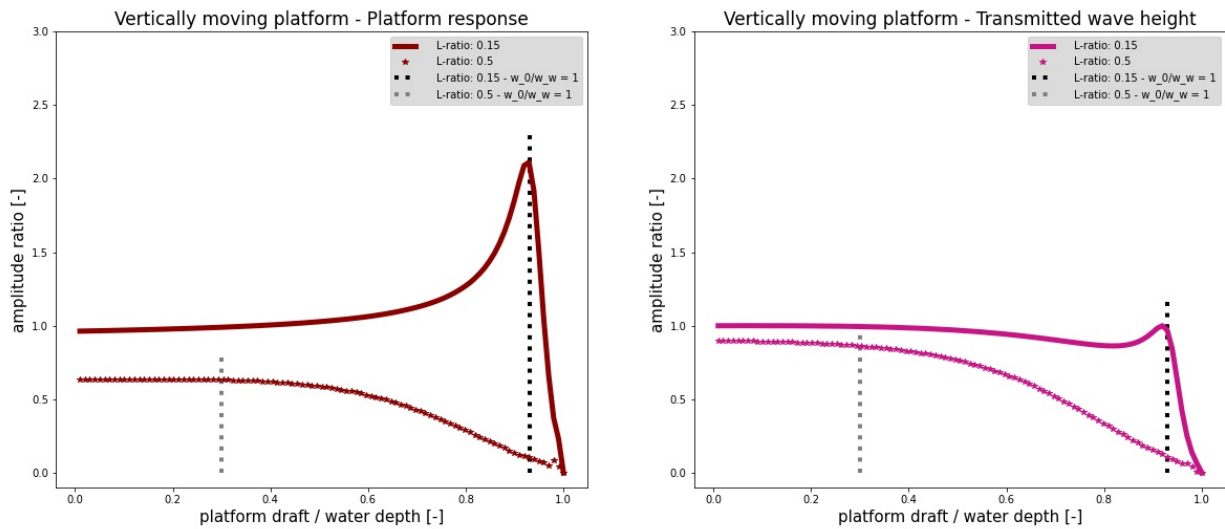 Vertically moving platform - Platform response
3.0
2.5
2.0
1.5
1.0
0.5
0.0
amplitude ratio [-]
L-ratio: 0.15
L-ratio: 0.5
L-ratio: 0.15 - w_0/w_w = 1
L-ratio: 0.5 - w_0/w_w = 1
0.0 0.2 0.4 0.6 0.8 1.0
platform draft / water depth [-]
Vertically moving platform - Transmitted wave height
3.0
2.5
2.0
1.5
1.0
0.5
0.0
amplitude ratio [-]
L-ratio: 0.15
L-ratio: 0.5
L-ratio: 0.15 - w_0/w_w = 1
L-ratio: 0.5 - w_0/w_w = 1
0.0 0.2 0.4 0.6 0.8 1.0
platform draft / water depth [-]